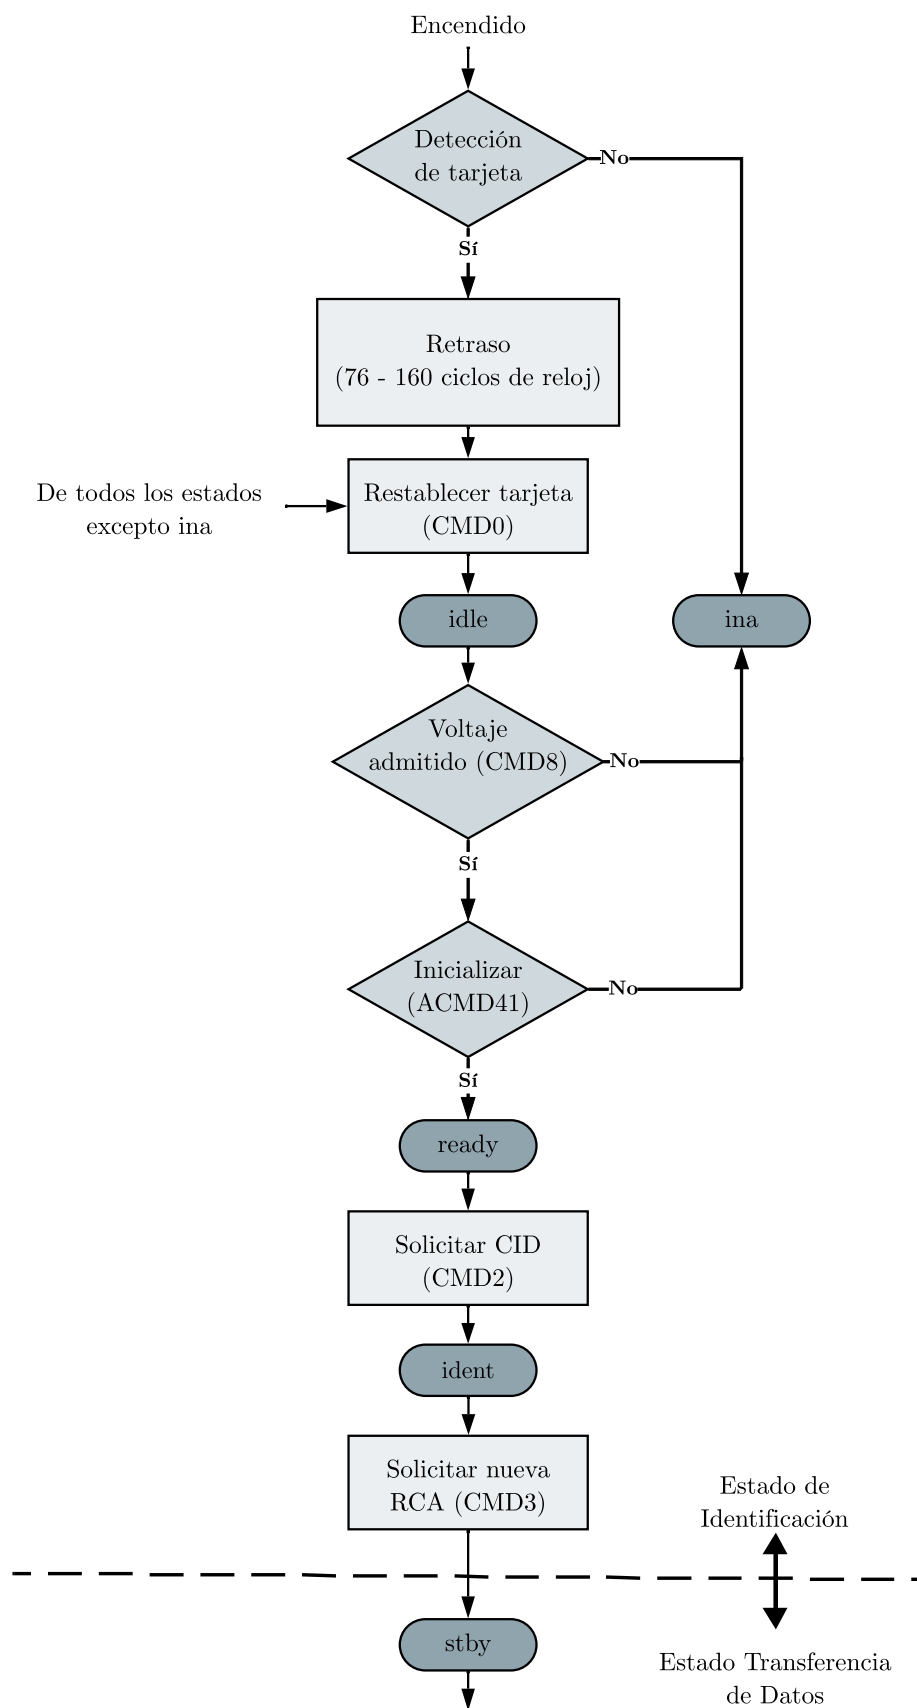 Encendido
Detección
de tarjeta
No
Sí
Retraso
(76 - 160 ciclos de reloj)
De todos los estados
excepto ina
Restablecer tarjeta
(CMD0)
idle
ina
Voltaje
admitido (CMD8)
No
Sí
Inicializar
(ACMD41)
No
Sí
ready
Solicitar CID
(CMD2)
ident
Solicitar nueva
RCA (CMD3)
Estado de
Identificación
stby
Estado Transferencia
de Datos